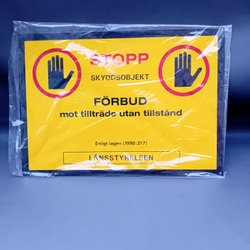 STOPP
SKYDDSOBJEKT
FÖRBUD
mot tillträde utan tillstånd
Enligt lagen (1990:217)
LÄNSSTYRELSEN